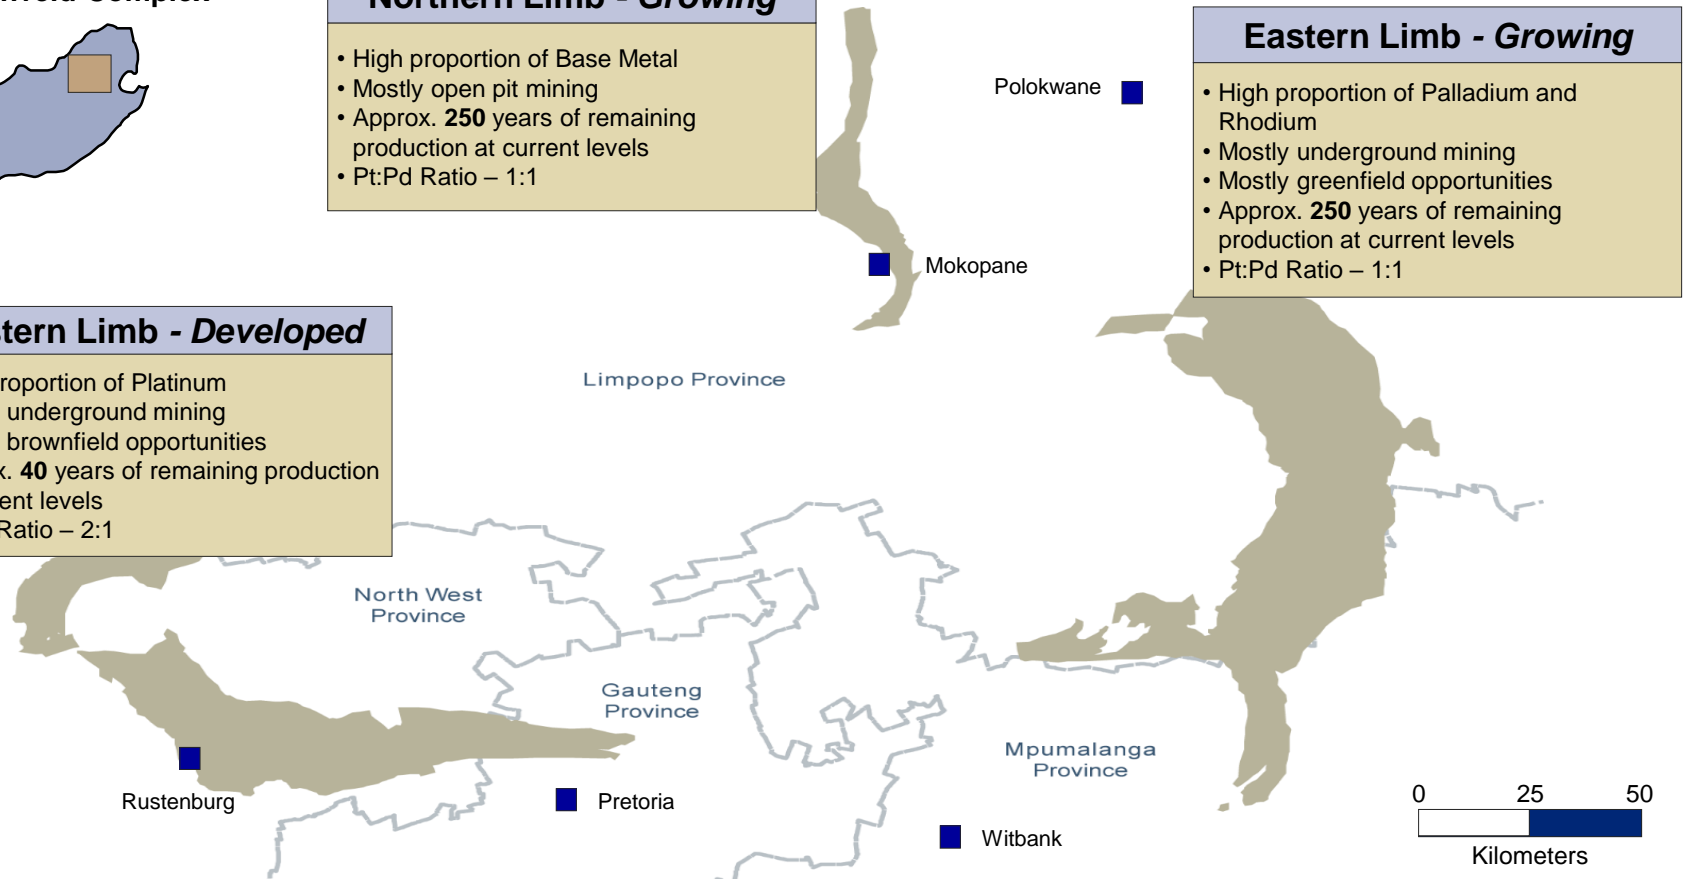 Northern Limb - Growing
• High proportion of Base Metal
• Mostly open pit mining
• Approx. 250 years of remaining
production at current levels
• Pt:Pd Ratio – 1:1
Eastern Limb - Growing
• High proportion of Palladium and
Rhodium
• Mostly underground mining
• Mostly greenfield opportunities
• Approx. 250 years of remaining
production at current levels
• Pt:Pd Ratio – 1:1
Polokwane
Mokopane
Limb - Developed
of Platinum
underground mining
brownfield opportunities
40 years of remaining production
levels
Ratio – 2:1
Limpopo Province
North West
Province
Gauteng
Province
Mpumalanga
Province
Rustenburg
Pretoria
Witbank
0 25 50
Kilometers